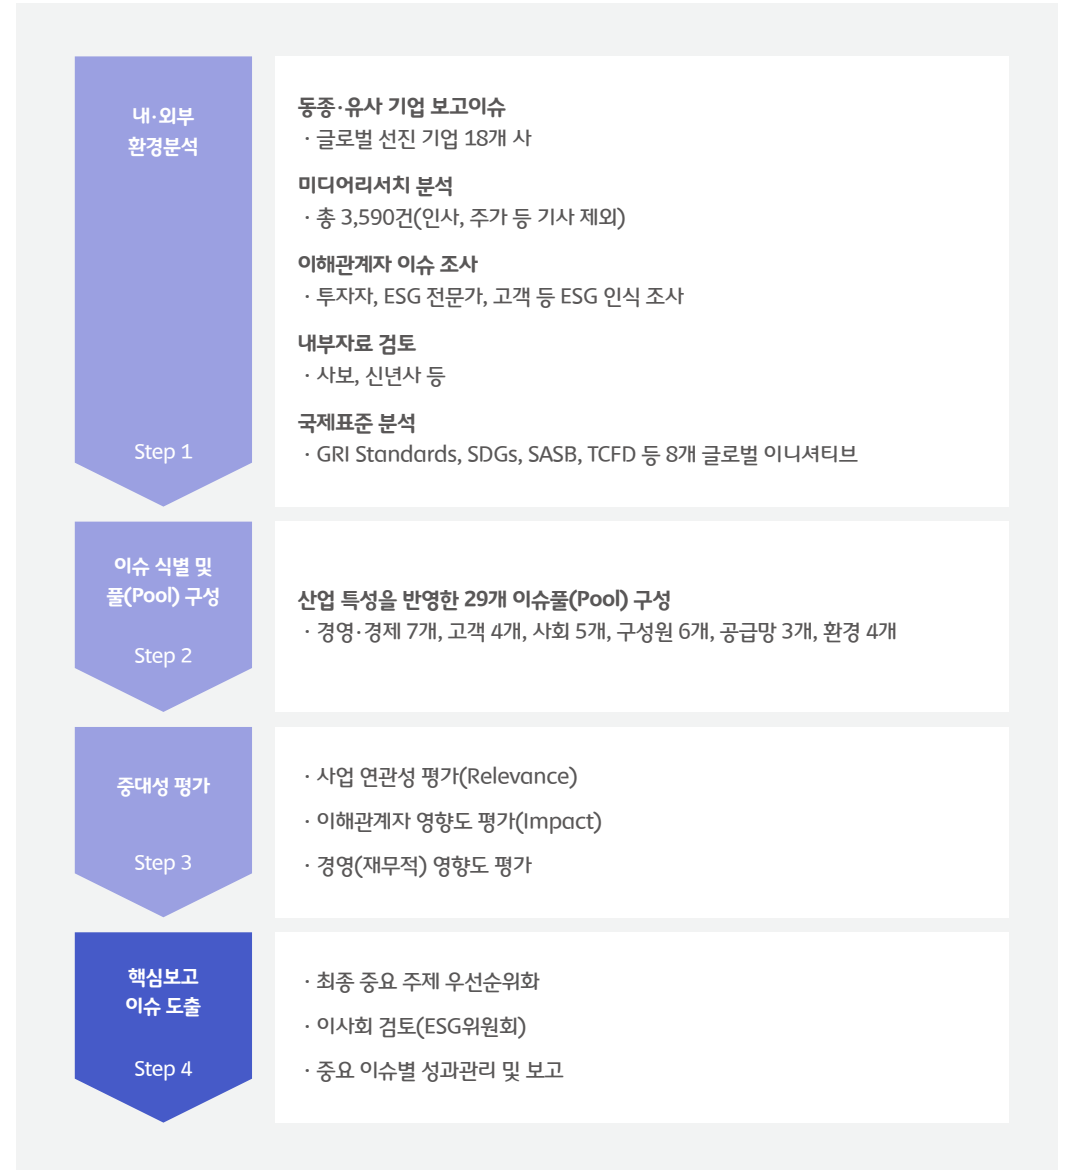 내·외부
환경분석
Step 1
동종·유사 기업 보고이슈
· 글로벌 선진 기업 18개 사
미디어리서치 분석
· 총 3,590건(인사, 주가 등 기사 제외)
이해관계자 이슈 조사
· 투자자, ESG 전문가, 고객 등 ESG 인식 조사
내부자료 검토
· 사보, 신년사 등
국제표준 분석
· GRI Standards, SDGs, SASB, TCFD 등 8개 글로벌 이니셔티브
이슈 식별 및
풀(Pool) 구성
Step 2
산업 특성을 반영한 29개 이슈풀(Pool) 구성
· 경영·경제 7개, 고객 4개, 사회 5개, 구성원 6개, 공급망 3개, 환경 4개
중대성 평가
Step 3
· 사업 연관성 평가(Relevance)
· 이해관계자 영향도 평가(Impact)
· 경영(재무적) 영향도 평가
핵심보고
이슈 도출
Step 4
· 최종 중요 주제 우선순위화
· 이사회 검토(ESG위원회)
· 중요 이슈별 성과관리 및 보고